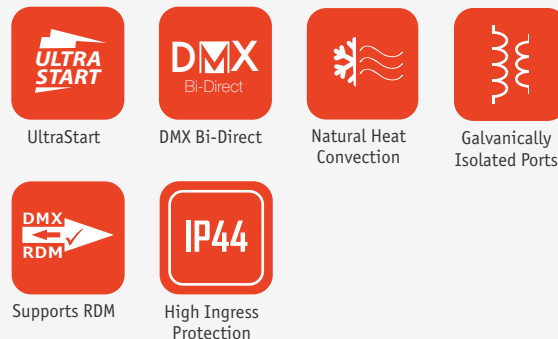 ULTRA
START
DMX
Bi-Direct
UltraStart
DMX Bi-Direct
Natural Heat
Convection
Galvanically
Isolated Ports
DMX
RDM
IP44
Supports RDM
High Ingress
Protection